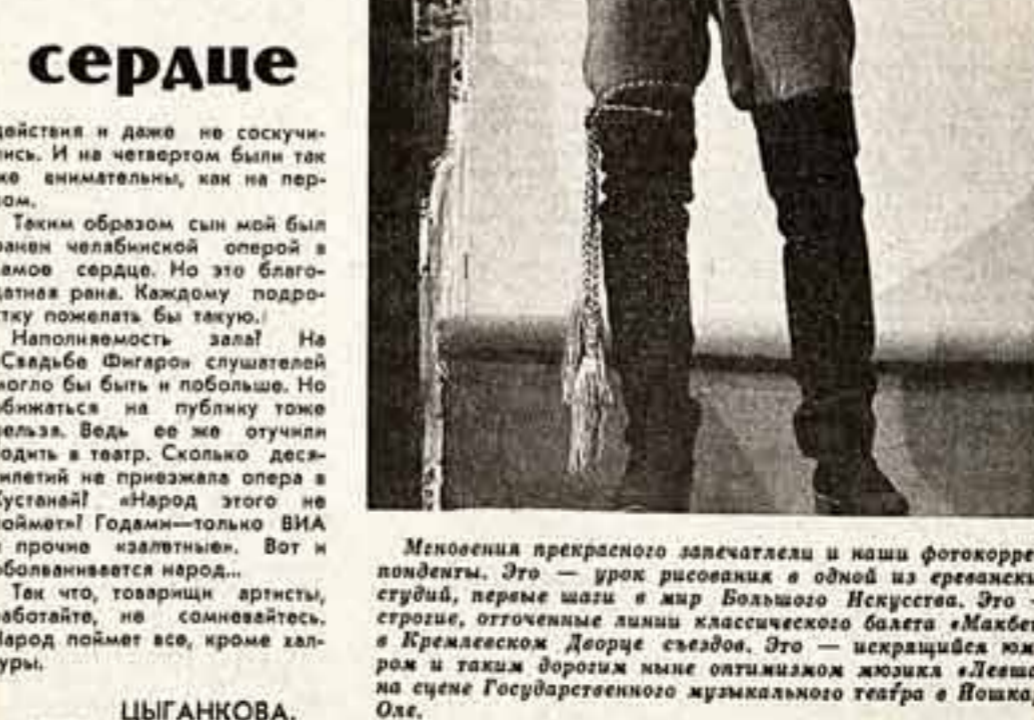 сердце
действия и даже не соскучи-
лись. И на четвертом были так
же внимательны, как на пер-
вом.
Таким образом сын мой был
ранен челябинской оперой в
самое сердце. Но это благо-
датная рана. Каждому подро-
стку пожелать бы такую.
Наполняемость зала? На
«Свадьбе Фигаро» слушателей
могло бы быть и побольше. Но
обижаться на публику тоже
нельзя. Ведь ее же отучили
ходить в театр. Сколько деся-
тилетий не приезжала опера в
Кустанай? «Народ этого не
поймет»? Годами—только ВИА
и прочие «залетные». Вот и
оболванивается народ...
Так что, товарищи артисты,
работайте, не сомневайтесь.
Народ поймет все, кроме хал-
туры.
ЦЫГАНКОВА.
Мгновения прекрасного запечатлели и наши фотокорре
понденты. Это — урок рисования в одной из ереванских
студий, первые шаги в мир Большого Искусства. Это —
строгие, отточенные линии классического балета «Макбет
в Кремлевском Дворце съездов. Это — искрящийся юмо
ром и таким дорогим ныне оптимизмом мюзикл «Левша
на сцене Государственного музыкального театра в Йошкар
Оле.